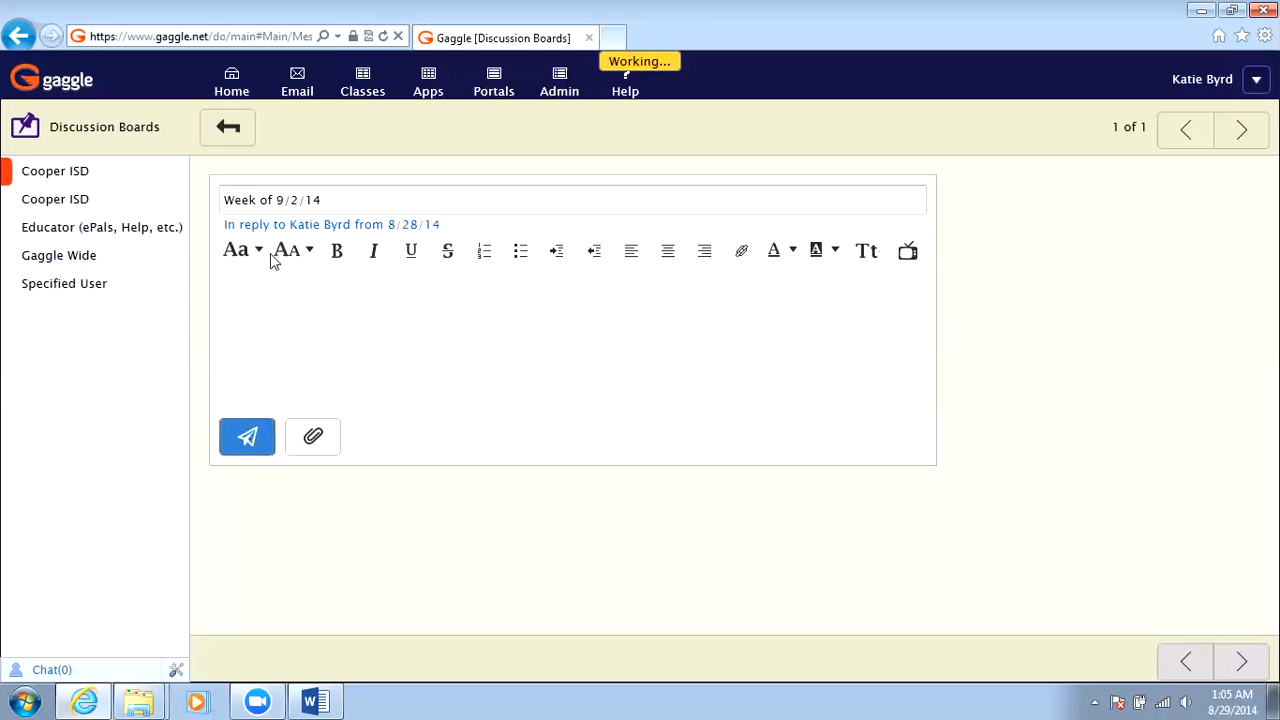 https://www.gaggle.net/do/main#Main/Mes
Gaggle [Discussion Boards]
Working...
gaggle
Home
Email
Classes
Apps
Portals
Admin
? Help
Katie Byrd
Discussion Boards
1 of 1
Cooper ISD
Cooper ISD
Educator (ePals, Help, etc.)
Gaggle Wide
Specified User
Week of 9/2/14
In reply to Katie Byrd from 8/28/14
Aa AA B I U S A A Tt
Chat(0)
1:05 AM
8/29/2014